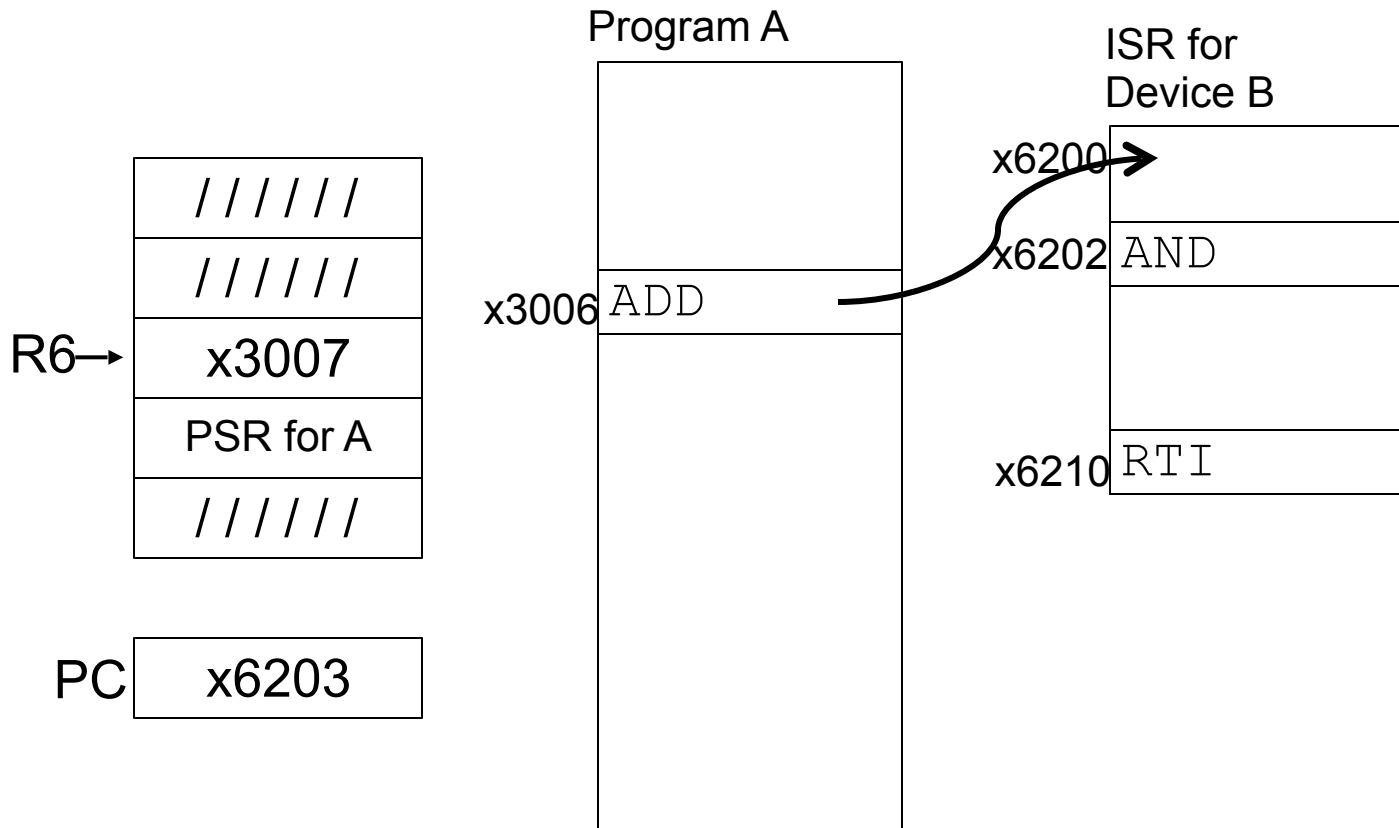 Program A
ISR for
Device B
//////
//////
R6
x3007
PSR for A
//////
PC
x6203
x3006
ADD
x6200
x6202
AND
x6210
RTI